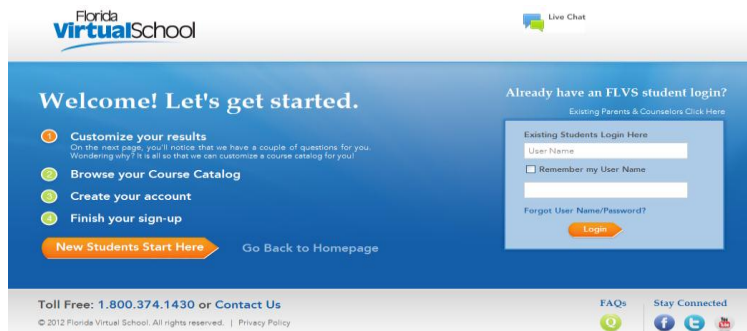 Florida
VirtualSchool
Live Chat
Welcome! Let's get started.
1 Customize your results
On the next page, you'll notice that we have a couple of questions for you.
Wondering why? It is all so that we can customize a course catalog for you!
2 Browse your Course Catalog
3 Create your account
4 Finish your sign-up
New Students Start Here
Go Back to Homepage
Already have an FLVS student login?
Existing Parents & Counselors Click Here
Existing Students Login Here
User Name
Remember my User Name
Forgot User Name/Password?
Login
Toll Free: 1.800.374.1430 or Contact Us
© 2012 Florida Virtual School. All rights reserved. | Privacy Policy
FAQs
Q
Stay Connected
f
You